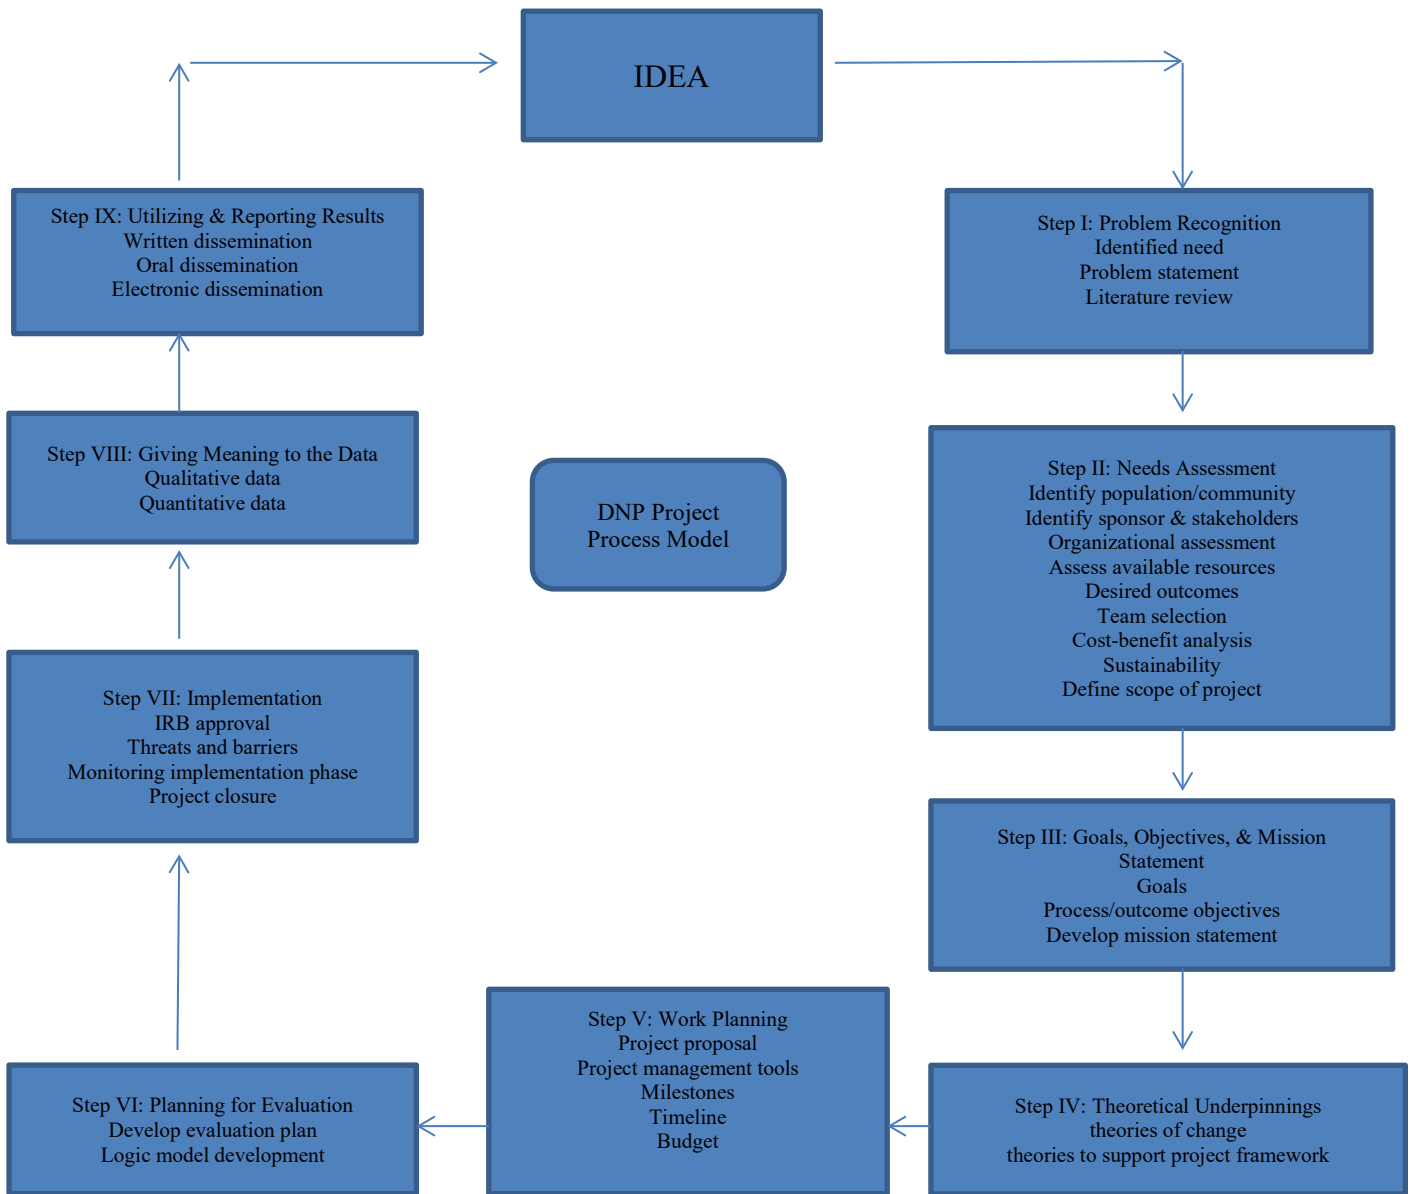 IDEA
Step I: Problem Recognition
Identified need
Problem statement
Literature review
Step II: Needs Assessment
Identify population/community
Identify sponsor & stakeholders
Organizational assessment
Assess available resources
Desired outcomes
Team selection
Cost-benefit analysis
Sustainability
Define scope of project
Step III: Goals, Objectives, & Mission
Statement
Goals
Process/outcome objectives
Develop mission statement
Step IV: Theoretical Underpinnings
theories of change
theories to support project framework
Step V: Work Planning
Project proposal
Project management tools
Milestones
Timeline
Budget
Step VI: Planning for Evaluation
Develop evaluation plan
Logic model development
Step VII: Implementation
IRB approval
Threats and barriers
Monitoring implementation phase
Project closure
Step VIII: Giving Meaning to the Data
Qualitative data
Quantitative data
Step IX: Utilizing & Reporting Results
Written dissemination
Oral dissemination
Electronic dissemination
DNP Project
Process Model